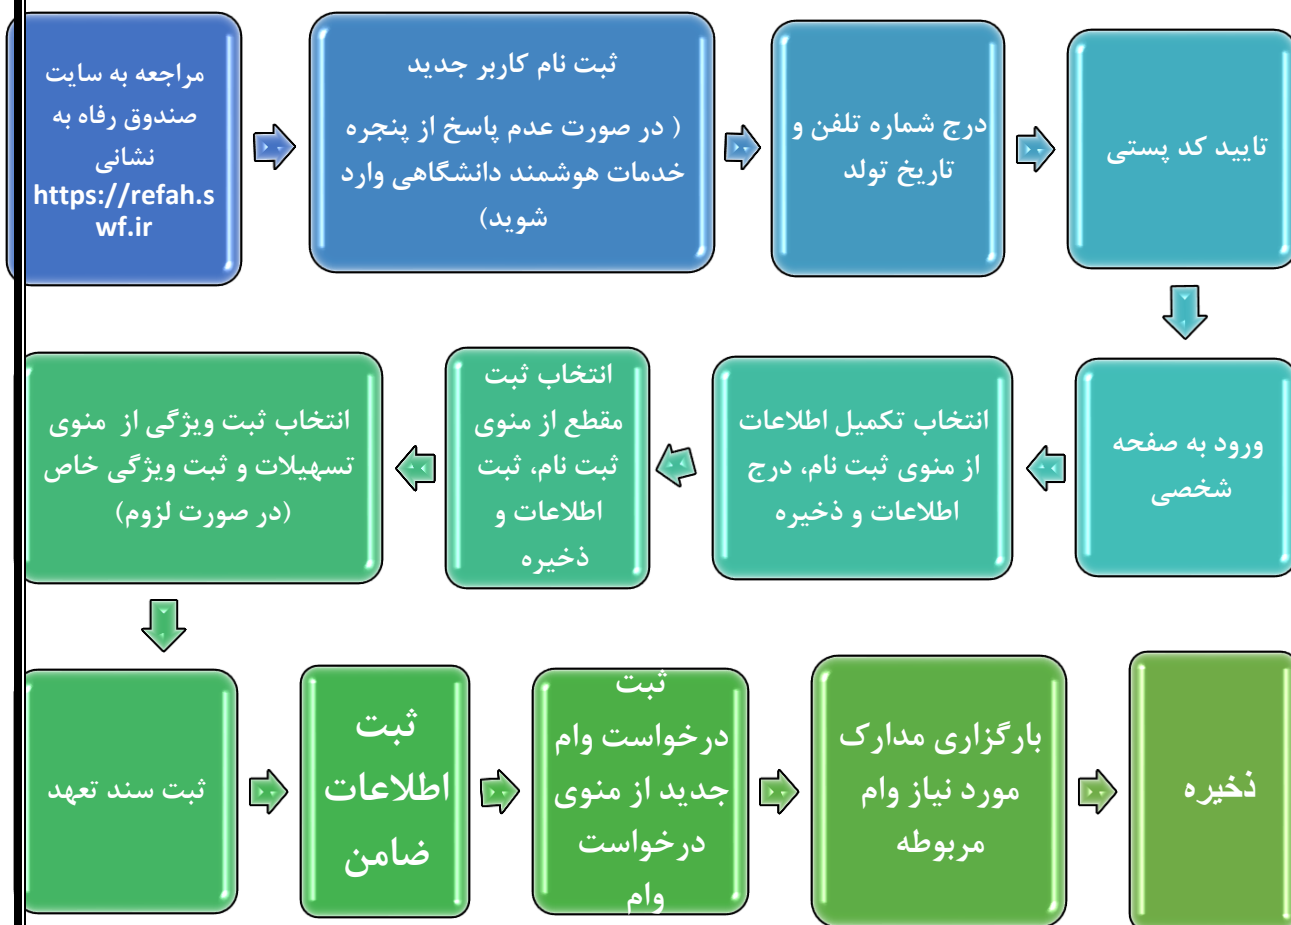 مراجعه به سایت
صندوق رفاه به
نشانی
https://refah.s
wf.ir
ثبت نام کاربر جدید
( در صورت عدم پاسخ از پنجره
خدمات هوشمند دانشگاهی وارد
شوید)
درج شماره تلفن و
تاریخ تولد
تایید کد پستی
ورود به صفحه
شخصی
انتخاب تکمیل اطلاعات
از منوی ثبت نام، درج
اطلاعات و ذخیره
انتخاب ثبت
مقطع از منوی
ثبت نام، ثبت
اطلاعات و
ذخیره
انتخاب ثبت ویژگی از منوی
تسهیلات و ثبت ویژگی خاص
(در صورت لزوم)
ثبت سند تعهد
ثبت
اطلاعات
ضامن
ثبت
درخواست وام
جدید از منوی
درخواست
وام
بارگزاری مدارک
مورد نیاز وام
مربوطه
ذخیره